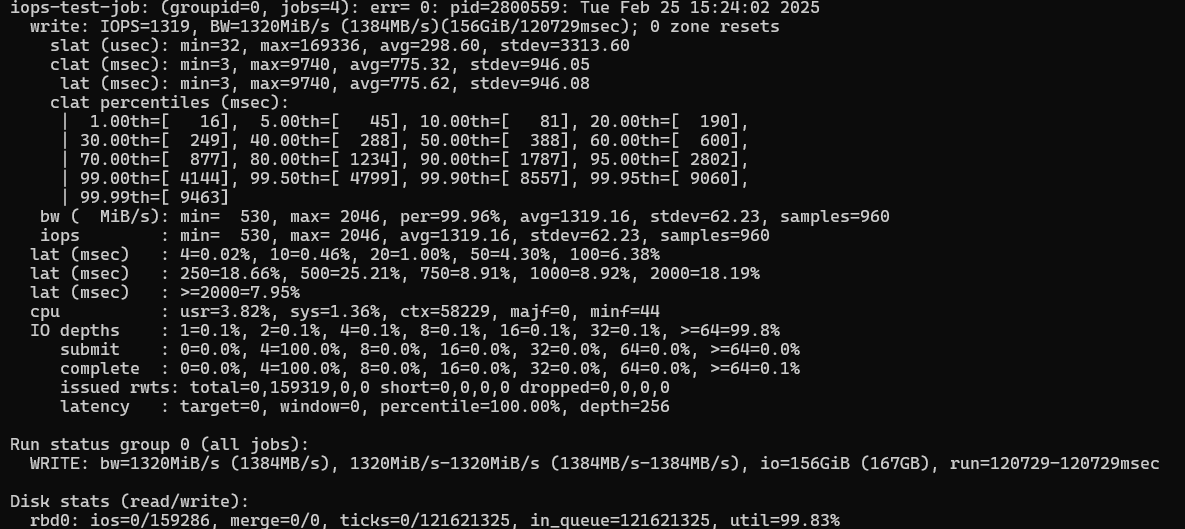 iops-test-job: (groupid=0, jobs=4): err= 0: pid=2800559: Tue Feb 25 15:24:02 2025
  write: IOPS=1319, BW=1320MiB/s (1384MB/s)(156GiB/120729msec); 0 zone resets
    slat (usec): min=32, max=169336, avg=298.60, stdev=3313.60
    clat (msec): min=3, max=9740, avg=775.32, stdev=946.05
     lat (msec): min=3, max=9740, avg=775.62, stdev=946.08
    clat percentiles (msec):
     |  1.00th=[   16],  5.00th=[   45], 10.00th=[   81], 20.00th=[  190],
     | 30.00th=[  249], 40.00th=[  288], 50.00th=[  388], 60.00th=[  600],
     | 70.00th=[  877], 80.00th=[ 1234], 90.00th=[ 1787], 95.00th=[ 2802],
     | 99.00th=[ 4144], 99.50th=[ 4799], 99.90th=[ 8557], 99.95th=[ 9060],
     | 99.99th=[ 9463]
   bw (  MiB/s): min=  530, max= 2046, per=99.96%, avg=1319.16, stdev=62.23, samples=960
   iops        : min=  530, max= 2046, avg=1319.16, stdev=62.23, samples=960
  lat (msec)   : 4=0.02%, 10=0.46%, 20=1.00%, 50=4.30%, 100=6.38%
  lat (msec)   : 250=18.66%, 500=25.21%, 750=8.91%, 1000=8.92%, 2000=18.19%
  lat (msec)   : >=2000=7.95%
  cpu          : usr=3.82%, sys=1.36%, ctx=58229, majf=0, minf=44
  IO depths    : 1=0.1%, 2=0.1%, 4=0.1%, 8=0.1%, 16=0.1%, 32=0.1%, >=64=99.8%
     submit    : 0=0.0%, 4=100.0%, 8=0.0%, 16=0.0%, 32=0.0%, 64=0.0%, >=64=0.0%
     complete  : 0=0.0%, 4=100.0%, 8=0.0%, 16=0.0%, 32=0.0%, 64=0.0%, >=64=0.1%
     issued rwts: total=0,159319,0,0 short=0,0,0,0 dropped=0,0,0,0
     latency   : target=0, window=0, percentile=100.00%, depth=256

Run status group 0 (all jobs):
  WRITE: bw=1320MiB/s (1384MB/s), 1320MiB/s-1320MiB/s (1384MB/s-1384MB/s), io=156GiB (167GB), run=120729-120729msec

Disk stats (read/write):
  rbd0: ios=0/159286, merge=0/0, ticks=0/121621325, in_queue=121621325, util=99.83%